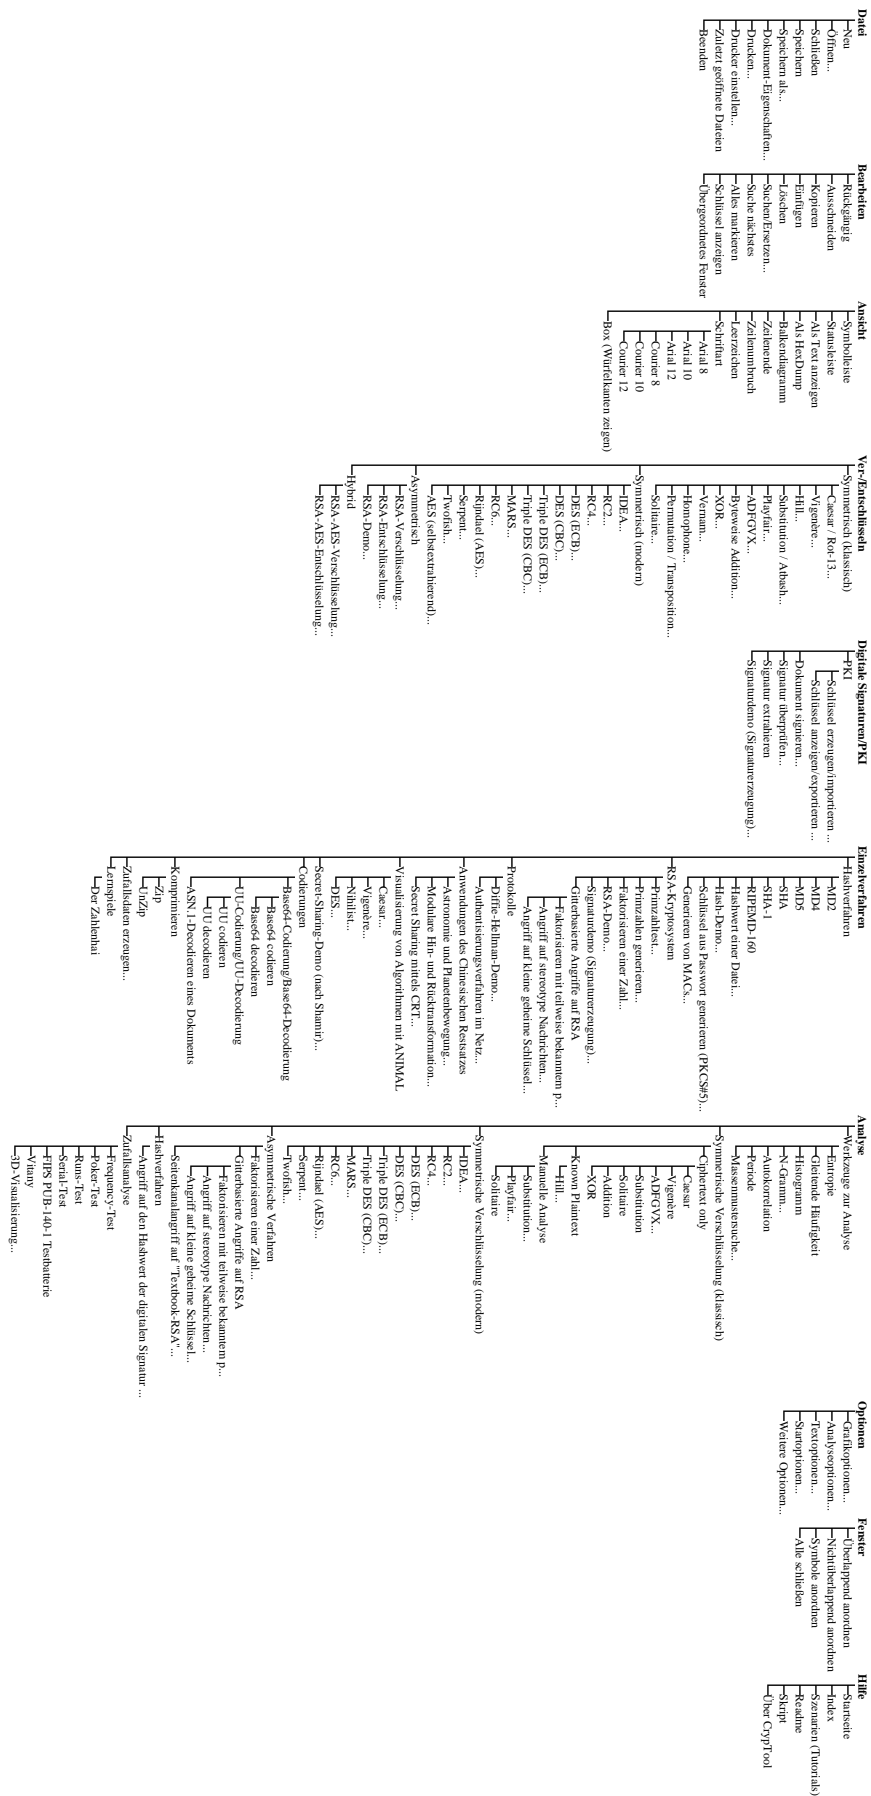 Datei
Neu
Öffnen...
Schließen
Speichern
Speichern als...
Dokument-Eigenschaften...
Drucken...
Drucker einstellen...
Zuletzt geöffnete Dateien
Beenden
Bearbeiten
Rückgängig
Ausschneiden
Kopieren
Einfügen
Löschen
Suchen/Ersetzen...
Suche nächstes
Alles markieren
Schlüssel anzeigen
Übergeordnetes Fenster
Ansicht
Symbolleiste
Statusleiste
Als Text anzeigen
Als HexDump
Balkendiagramm
Zeilenende
Zeilenumbruch
Leerzeichen
Schriftart
Arial 8
Arial 10
Arial 12
Courier 8
Courier 10
Courier 12
Box (Würfelkanten zeigen)
Ver-/Entschlüsseln
Symmetrisch (klassisch)
Caesar / Rot-13...
Vigenère...
Hill...
Substitution / Atbash...
Playfair...
ADFGVX...
Byteweise Addition...
XOR...
Vernam...
Homophone...
Permutation / Transposition...
Solitaire...
Symmetrisch (modern)
IDEA...
RC2...
RC4...
DES (ECB)...
DES (CBC)...
Triple DES (ECB)...
Triple DES (CBC)...
MARS...
RC6...
Rijndael (AES)...
Serpent...
Twofish...
AES (selbstextrahierend)...
Asymmetrisch
RSA-Verschlüsselung...
RSA-Entschlüsselung...
RSA-Demo...
Hybrid
RSA-AES-Verschlüsselung...
RSA-AES-Entschlüsselung...
Digitale Signaturen/PKI
PKI
Schlüssel erzeugen/importieren ...
Schlüssel anzeigen/exportieren ...
Dokument signieren...
Signatur überprüfen...
Signatur extrahieren
Signaturdemo (Signaturerzeugung)...
Einzelverfahren
Hashverfahren
MD2
MD4
MD5
SHA
SHA-1
RIPEMD-160
Hashwert einer Datei...
Hash-Demo...
Schlüssel aus Passwort generieren (PKCS#5)...
Generieren von MACs...
RSA-Kryptosystem
Primzahltest...
Primzahlen generieren...
Faktorisieren einer Zahl...
RSA-Demo...
Signaturdemo (Signaturerzeugung)...
Gitterbasierte Angriffe auf RSA
Faktorisieren mit teilweise bekanntem p...
Angriff auf stereotype Nachrichten...
Angriff auf kleine geheime Schlüssel...
Protokolle
Diffie-Hellman-Demo...
Authentisierungsverfahren im Netz...
Anwendungen des Chinesischen Restsatzes
Astronomie und Planetenbewegung...
Modulare Hin- und Rücktransformation...
Secret Sharing mittels CRT...
Visualisierung von Algorithmen mit ANIMAL
Caesar...
Vigenère...
Nihilist...
DES...
Secret-Sharing-Demo (nach Shamir)...
Codierungen
Base64-Codierung/Base64-Decodierung
Base64 codieren
Base64 decodieren
UU-Codierung/UU-Decodierung
UU codieren
UU decodieren
ASN.1-Decodieren eines Dokuments
Komprimieren
Zip
UnZip
Zufallsdaten erzeugen...
Lernspiele
Der Zahlenhai
Analyse
Werkzeuge zur Analyse
Entropie
Gleitende Häufigkeit
Histogramm
N-Gramm...
Autokorrelation
Periode
Massenmustersuche...
Symmetrische Verschlüsselung (klassisch)
Ciphertext only
Caesar
Vigenère
ADFGVX...
Substitution
Solitaire
Addition
XOR
Known Plaintext
Hill...
Manuelle Analyse
Substitution...
Playfair...
Solitaire
Symmetrische Verschlüsselung (modern)
IDEA...
RC2...
RC4...
DES (ECB)...
DES (CBC)...
Triple DES (ECB)...
Triple DES (CBC)...
MARS...
RC6...
Rijndael (AES)...
Serpent...
Twofish...
Asymmetrische Verfahren
Faktorisieren einer Zahl...
Gitterbasierte Angriffe auf RSA
Faktorisieren mit teilweise bekanntem p...
Angriff auf stereotype Nachrichten...
Angriff auf kleine geheime Schlüssel...
Seitenkanalangriff auf "Textbook-RSA" ...
Hashverfahren
Angriff auf den Hashwert der digitalen Signatur ...
Zufallsanalyse
Frequency-Test
Poker-Test
Runs-Test
Serial-Test
FIPS PUB-140-1 Testbatterie
Vitany
3D-Visualisierung...
Optionen
Grafikoptionen...
Analyseoptionen...
Textoptionen...
Startoptionen...
Weitere Optionen...
Fenster
Überlappend anordnen
Nichtüberlappend anordnen
Symbole anordnen
Alle schließen
Hilfe
Startseite
Index
Szenarien (Tutorials)
Readme
Skript
Über CrypTool